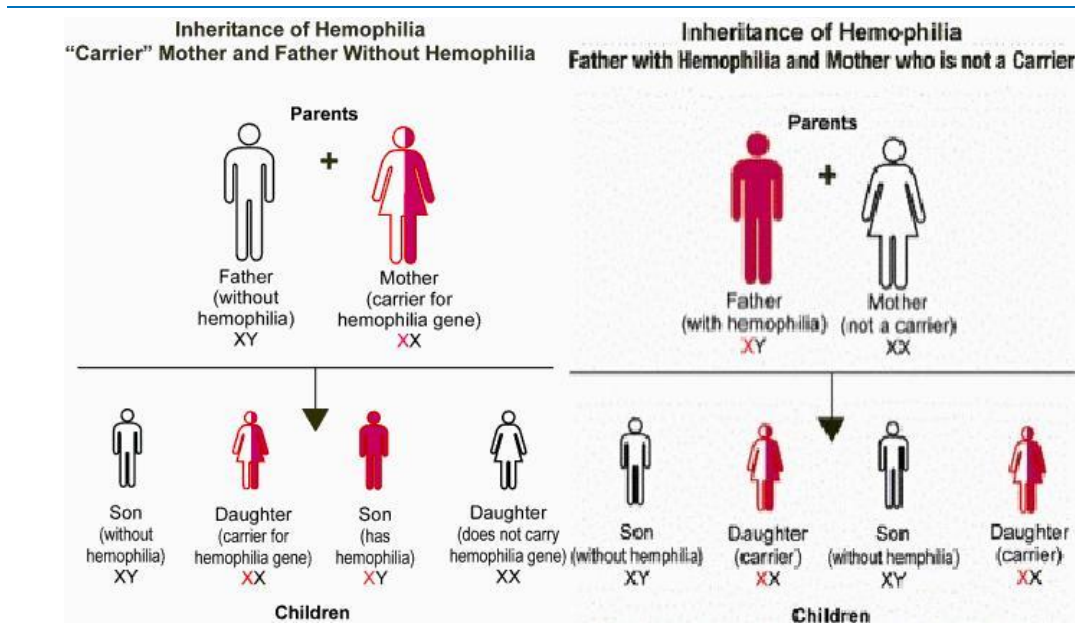 Inheritance of Hemophilia
"Carrier" Mother and Father Without Hemophilia
Parents
+
Father
(without
hemophilia)
XY
Mother
(carrier for
hemophilia gene)
XX
Son
(without
hemophilia)
XY
Daughter
(carrier for
hemophilia gene)
XX
Son
(has
hemophilia)
XY
Daughter
(does not carry
hemophilia gene)
XX
Children
Inheritance of Hemophilia
Father with Hemophilia and Mother who is not a Carrier
Parents
+
Father
(with hemophilia)
XY
Mother
(not a carrier)
XX
Son
(without hemphilia)
XY
Daughter
(carrier)
XX
Son
(without hemphilia)
XY
Daughter
(carrier)
XX
Children